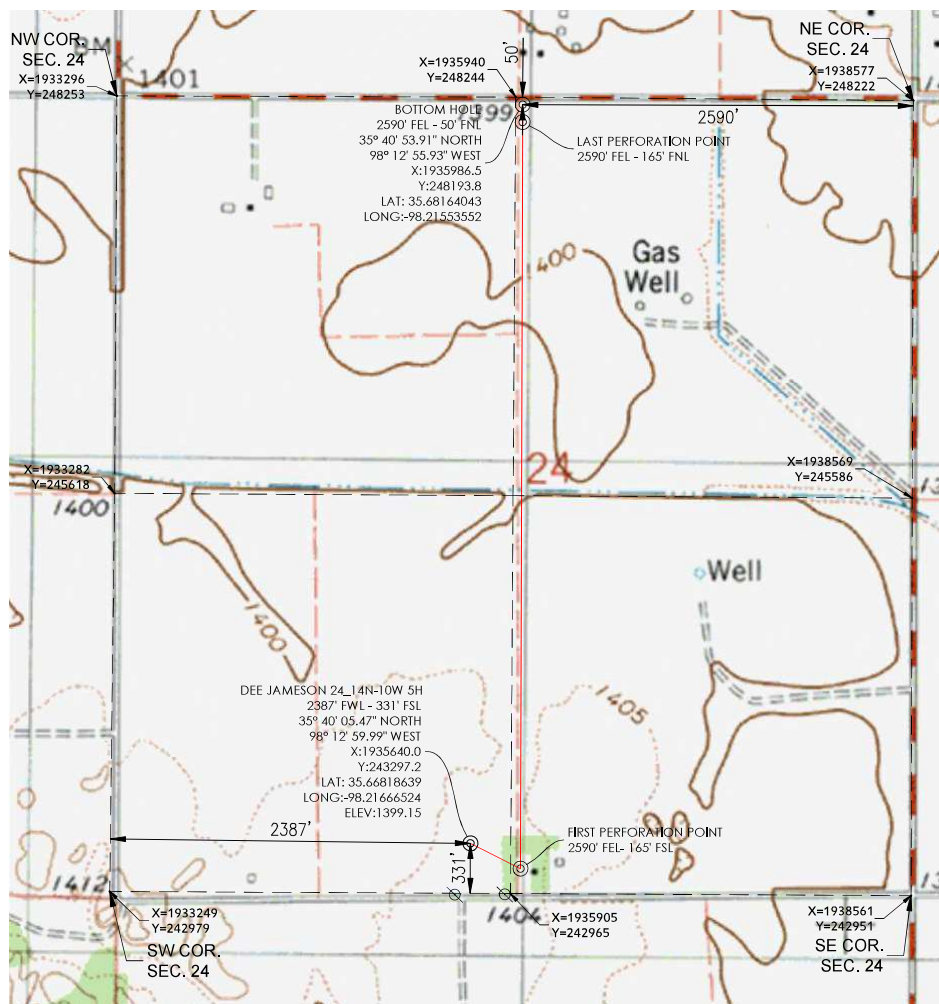 NW COR.
SEC. 24
X=1933296
Y=248253
BM
1401
X=1935940
Y=248244
50'
NE COR.
SEC. 24
X=1938577
Y=248222
1399
BOTTOM HOLE
2590' FEL - 50' FNL
35° 40' 53.91" NORTH
98° 12' 55.93" WEST
X:1935986.5
Y:248193.8
LAT: 35.68164043
LONG:-98.21553552
2590'
LAST PERFORATION POINT
2590' FEL - 165' FNL
1400
Gas
Well
X=1933282
Y=245618
24
X=1938569
Y=245586
1400
Well
1400
DEE JAMESON 24_14N-10W 5H
2387' FWL - 331' FSL
35° 40' 05.47" NORTH
98° 12' 59.99" WEST
X:1935640.0
Y:243297.2
LAT: 35.66818639
LONG:-98.21666524
ELEV:1399.15
1405
2387'
331'
FIRST PERFORATION POINT
2590' FEL- 165' FSL
1412
X=1933249
Y=242979
SW COR.
SEC. 24
1404
X=1935905
Y=242965
X=1938561
Y=242951
SE COR.
SEC. 24